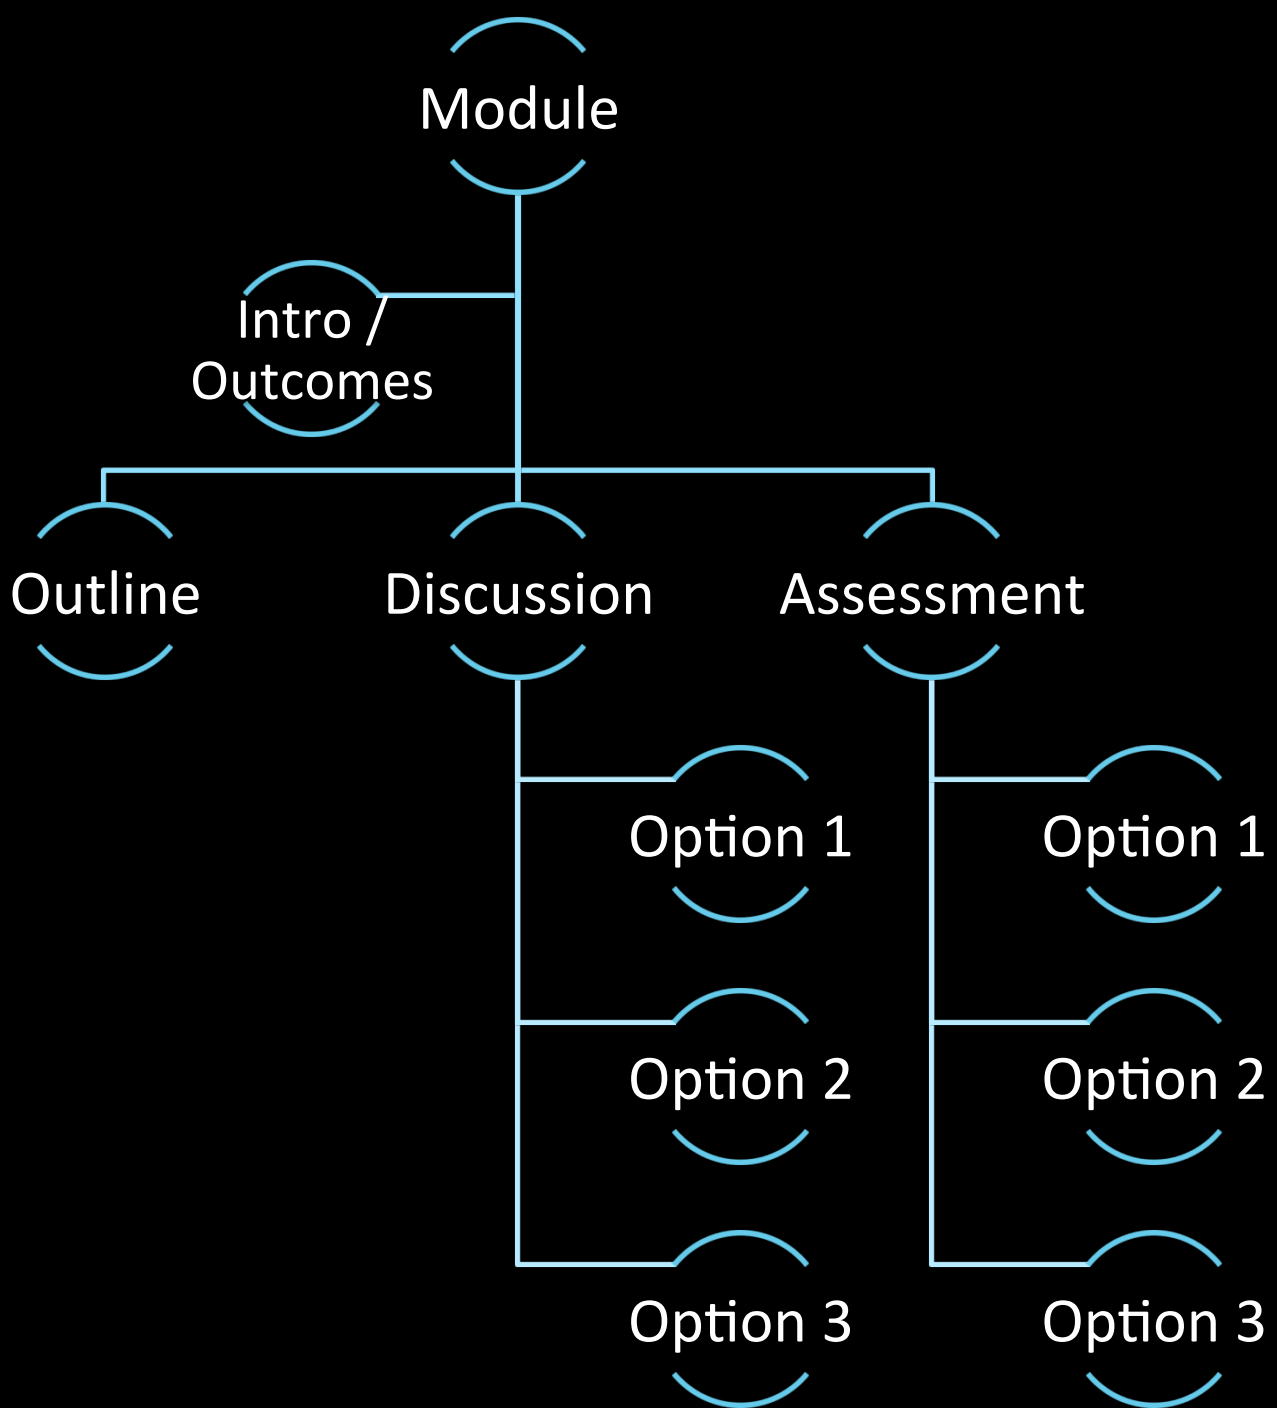 Module
Intro /
Outcomes
Outline
Discussion
Assessment
Option 1
Option 1
Option 2
Option 2
Option 3
Option 3